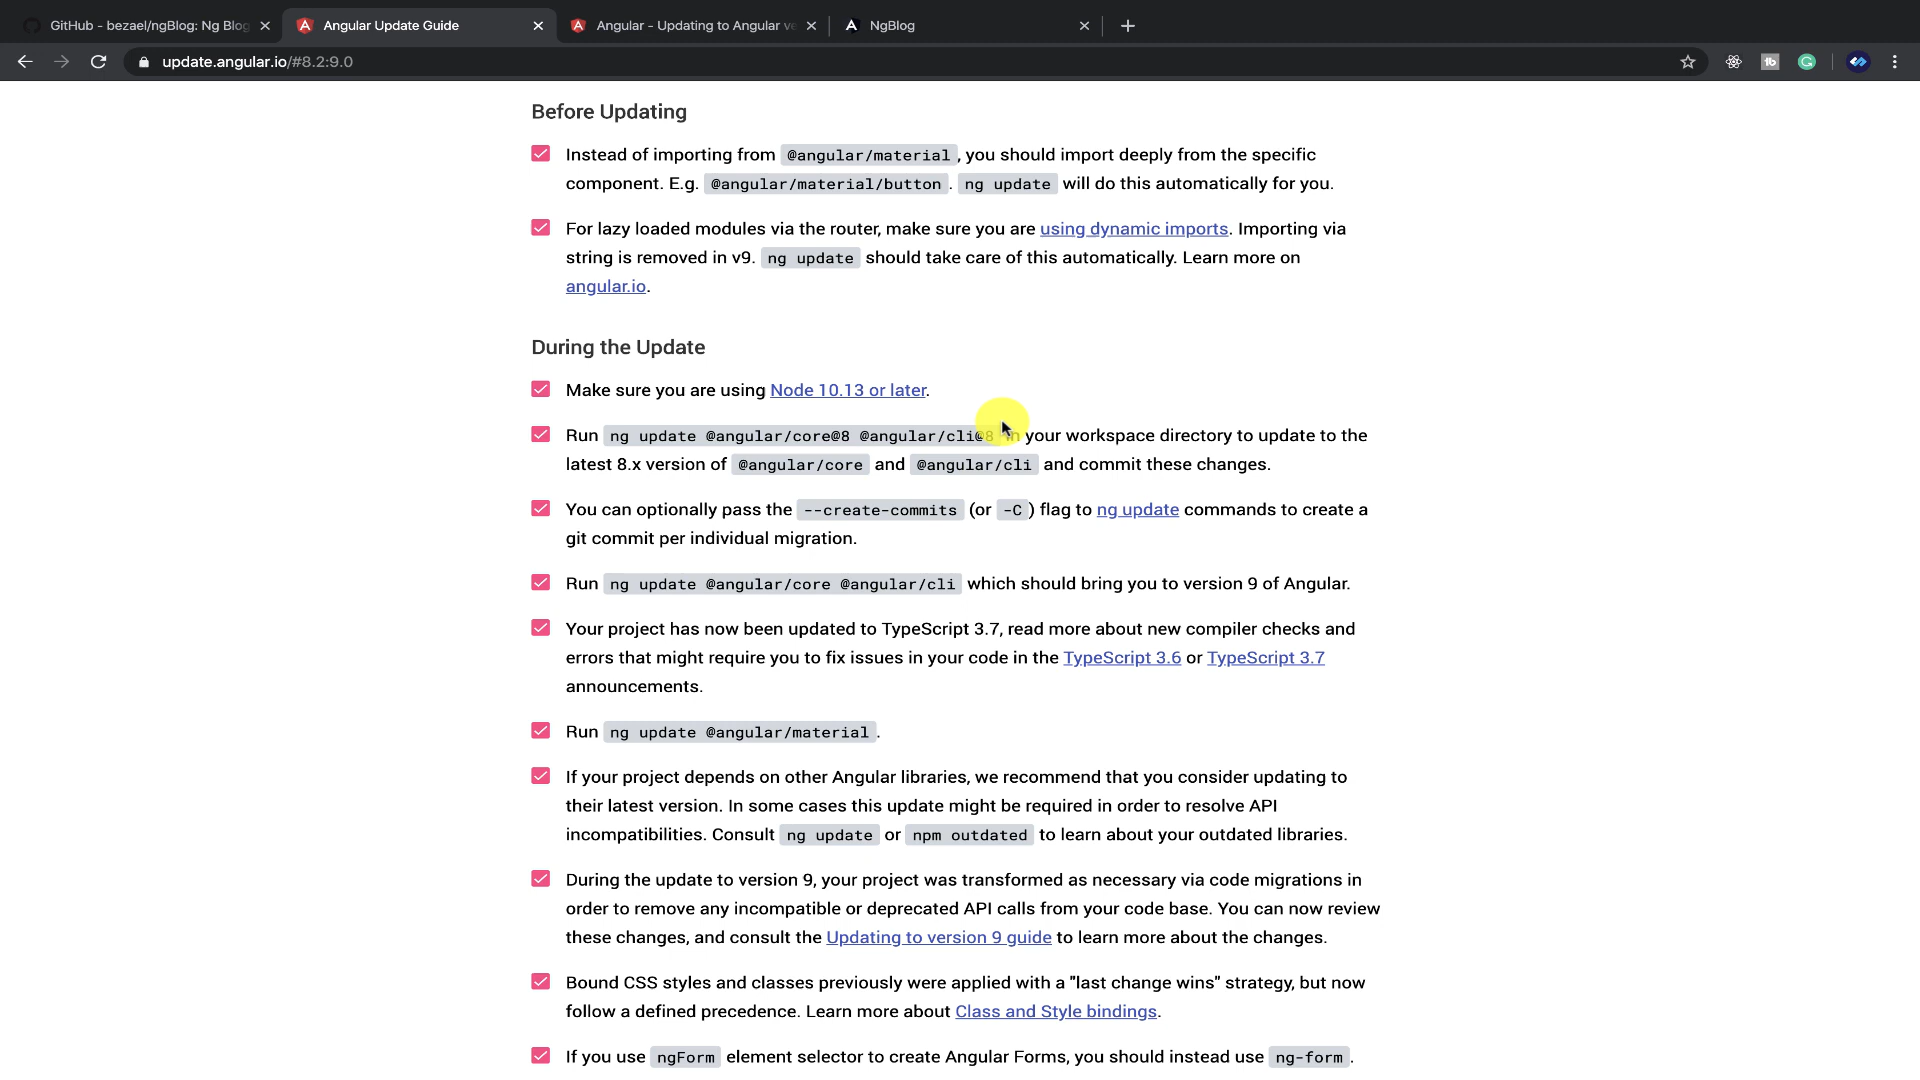 GitHub - bezael/ngBlog: Ng Blog
Angular Update Guide
Angular - Updating to Angular ve
NgBlog
update.angular.io/#8.2:9.0
Before Updating
Instead of importing from @angular/material, you should import deeply from the specific
component. E.g. @angular/material/button. ng update will do this automatically for you.
For lazy loaded modules via the router, make sure you are using dynamic imports. Importing via
string is removed in v9. ng update should take care of this automatically. Learn more on
angular.io.
During the Update
Make sure you are using Node 10.13 or later.
Run ng update @angular/core@8 @angular/cli@8 in your workspace directory to update to the
latest 8.x version of @angular/core and @angular/cli and commit these changes.
You can optionally pass the --create-commits (or -C) flag to ng update commands to create a
git commit per individual migration.
Run ng update @angular/core @angular/cli which should bring you to version 9 of Angular.
Your project has now been updated to TypeScript 3.7, read more about new compiler checks and
errors that might require you to fix issues in your code in the TypeScript 3.6 or TypeScript 3.7
announcements.
Run ng update @angular/material.
If your project depends on other Angular libraries, we recommend that you consider updating to
their latest version. In some cases this update might be required in order to resolve API
incompatibilities. Consult ng update or npm outdated to learn about your outdated libraries.
During the update to version 9, your project was transformed as necessary via code migrations in
order to remove any incompatible or deprecated API calls from your code base. You can now review
these changes, and consult the Updating to version 9 guide to learn more about the changes.
Bound CSS styles and classes previously were applied with a "last change wins" strategy, but now
follow a defined precedence. Learn more about Class and Style bindings.
If you use ngForm element selector to create Angular Forms, you should instead use ng-form.